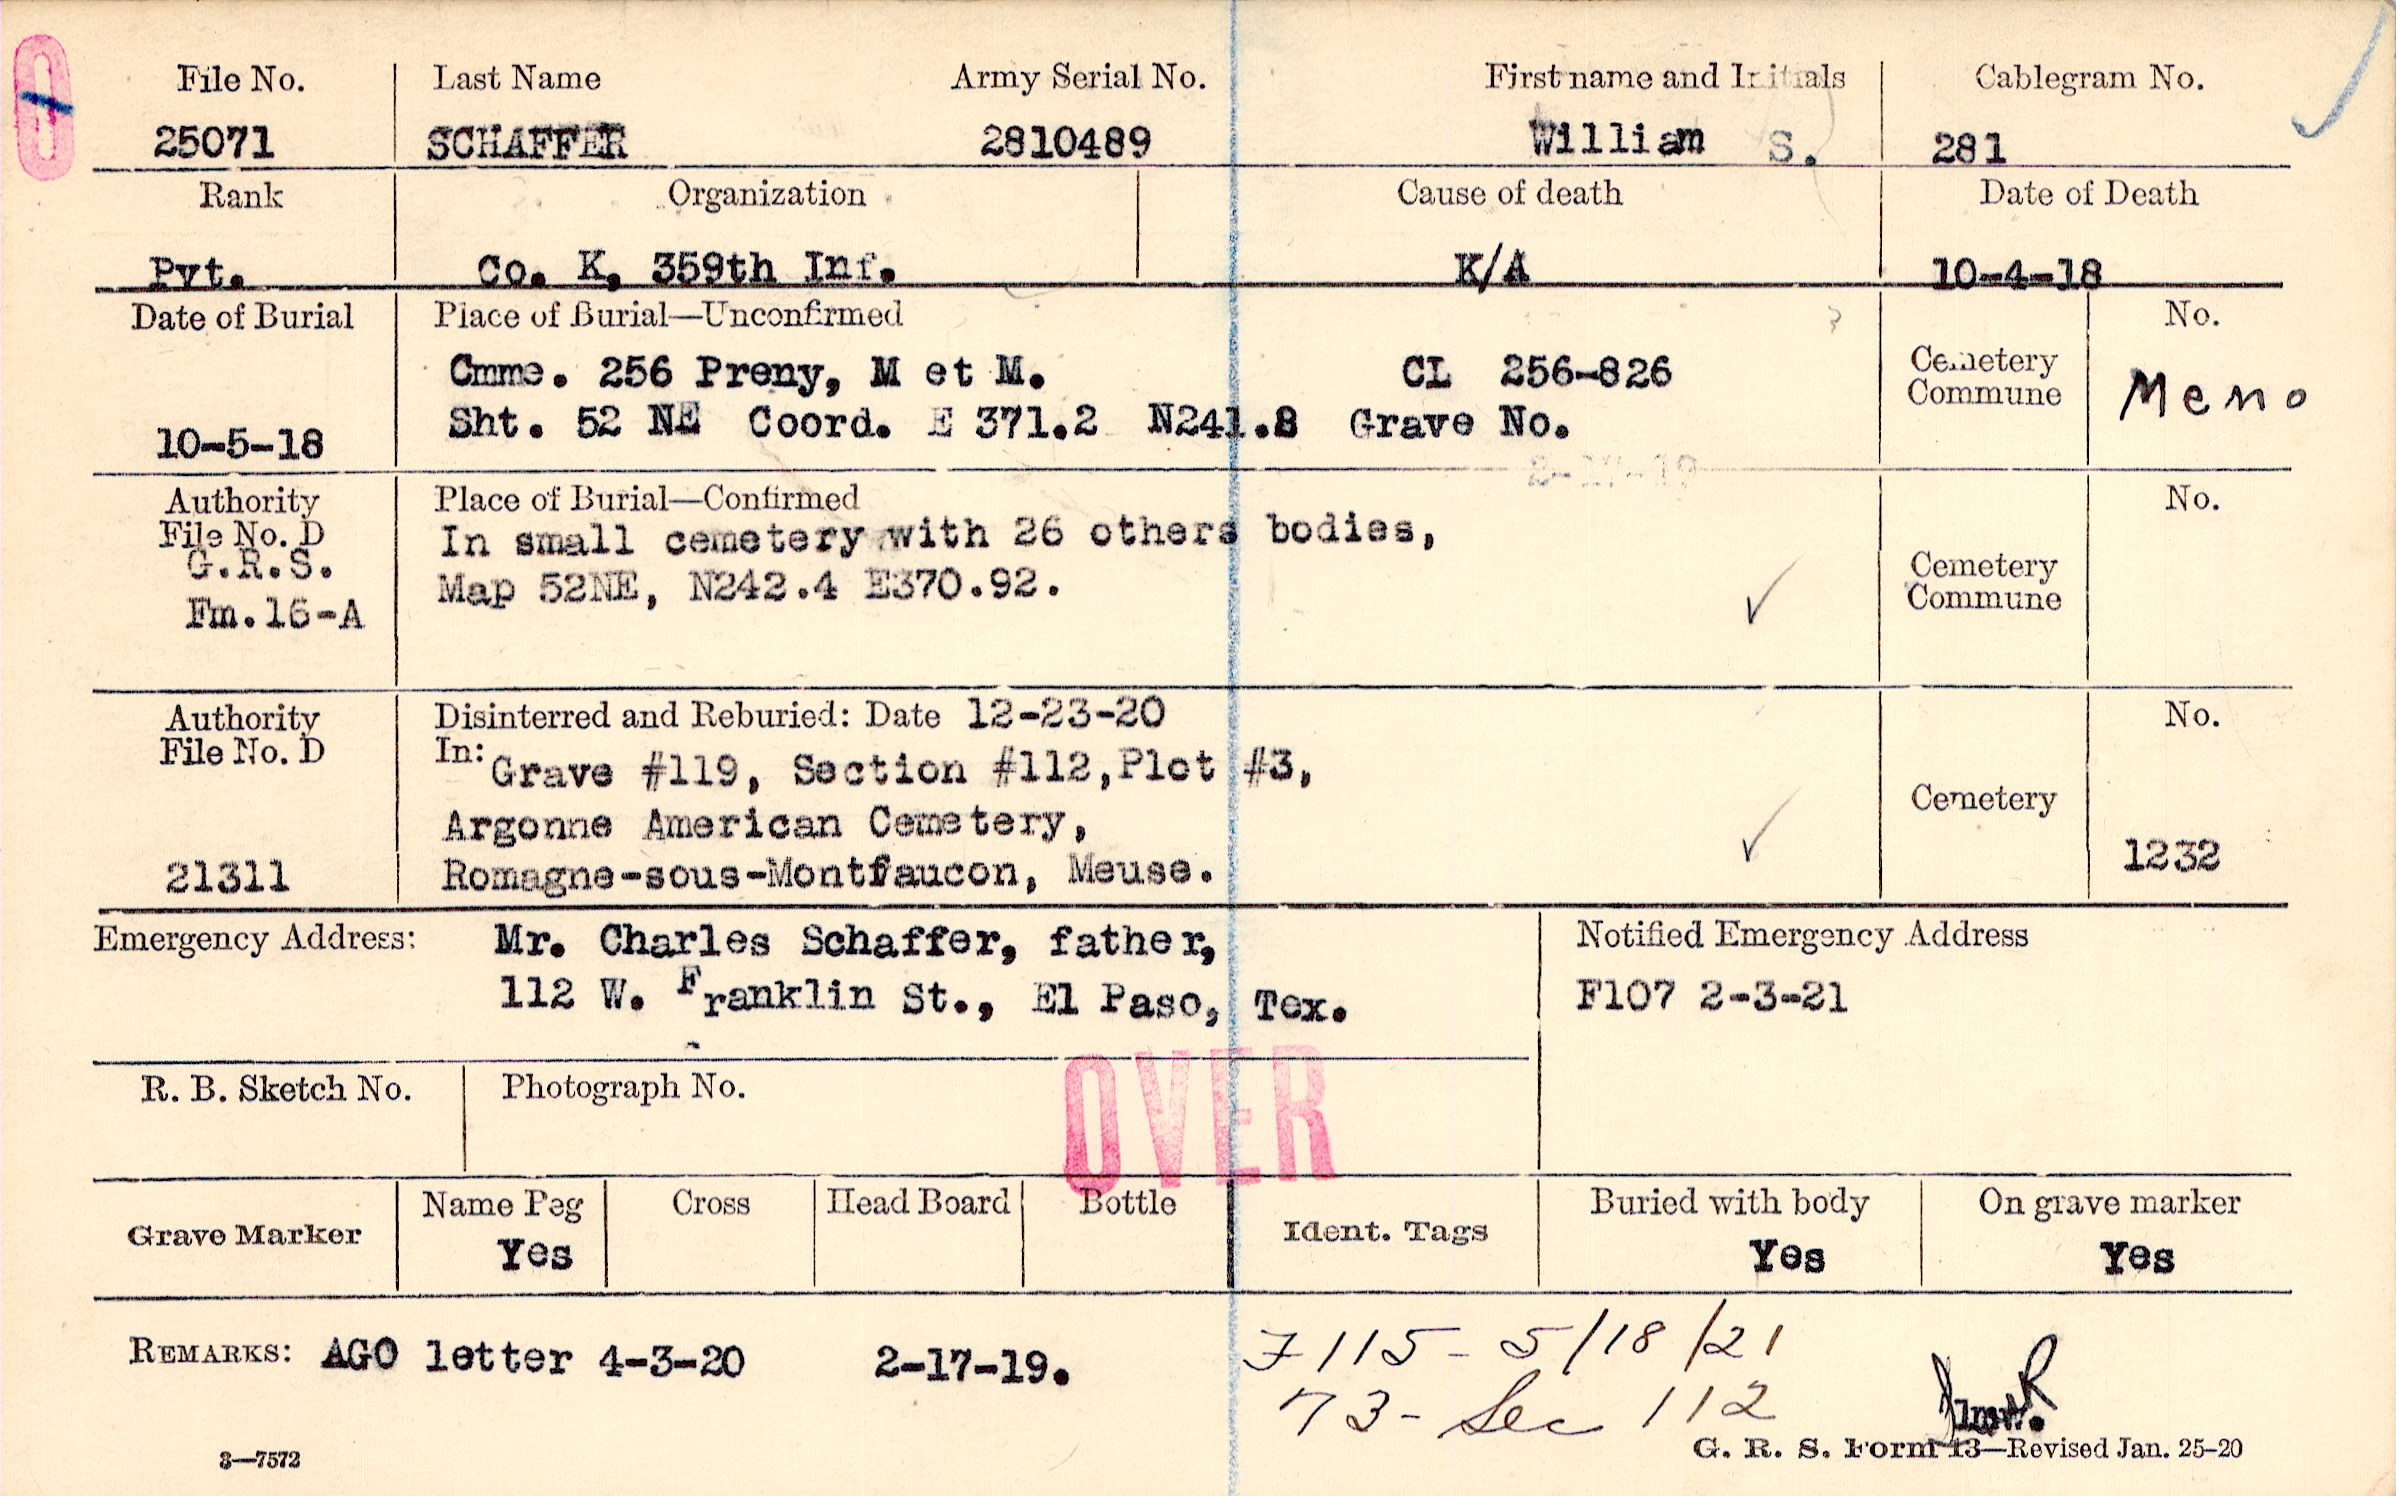 File No. Last Name Army Serial No. First name and Initials Cablegram No.
25071 SCHAFFER 2810489 William S. 281
Rank Organization Cause of death Date of Death
Pvt. Co. K, 359th Inf. K/A 10-4-18
Date of Burial Place of Burial—Unconfirmed No.
Cmme. 256 Preny, M et M. CL 256-826 Cemetery
Commune Meno
Sht. 52 NE Coord. E 371.2 N241.8 Grave No.
10-5-18
2-17-19
Authority Place of Burial—Confirmed No.
File No. D In small cemetery with 26 others bodies,
G.R.S. Map 52NE, N242.4 E370.92. Cemetery
Fm.16-A Commune
Authority Disinterred and Reburied: Date 12-23-20 No.
File No. D In: Grave #119, Section #112,Plot #3,
Argonne American Cemetery, Cemetery
21311 Romagne-sous-Montfaucon, Meuse. 1232
Emergency Address: Mr. Charles Schaffer, father, Notified Emergency Address
112 W. Franklin St., El Paso, Tex. F107 2-3-21
OVER
R. B. Sketch No. Photograph No.
Grave Marker Name Peg Cross Head Board Bottle Ident. Tags Buried with body On grave marker
Yes Yes Yes
REMARKS: AGO letter 4-3-20 2-17-19. F115- 5/18/21
73- Sec 112
3—7572 G. R. S. Form 13—Revised Jan. 25-20